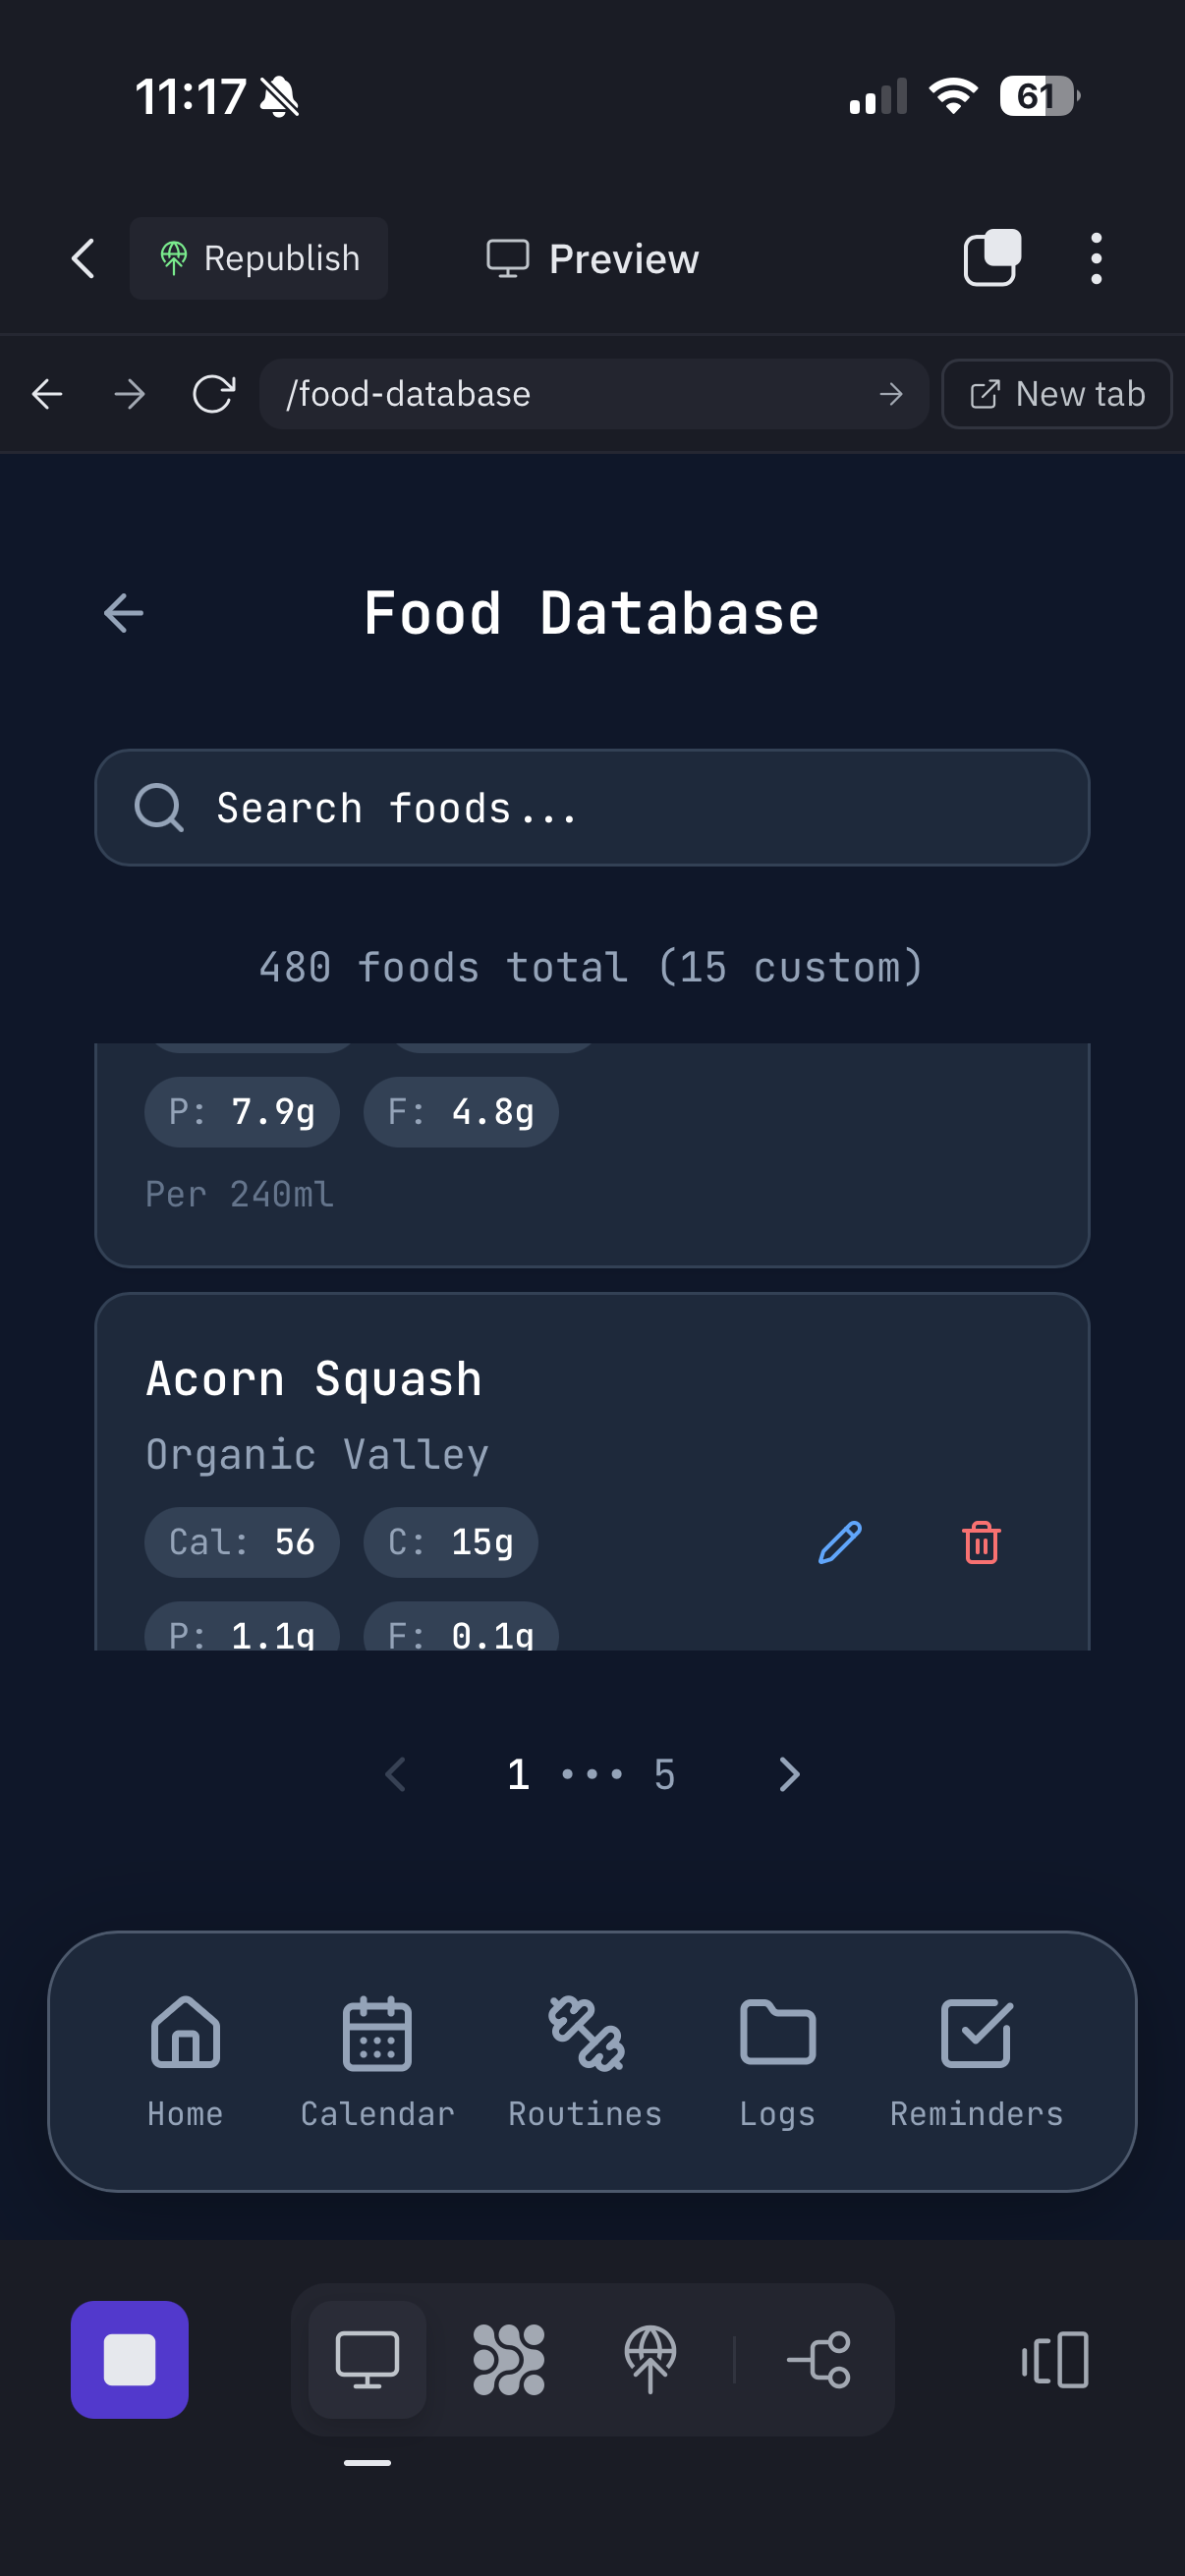 11:17 61
Republish Preview
/food-database New tab
Food Database
Search foods...
480 foods total (15 custom)
P: 7.9g F: 4.8g
Per 240ml
Acorn Squash
Organic Valley
Cal: 56 C: 15g
P: 1.1g F: 0.1g
1 ••• 5
Home Calendar Routines Logs Reminders